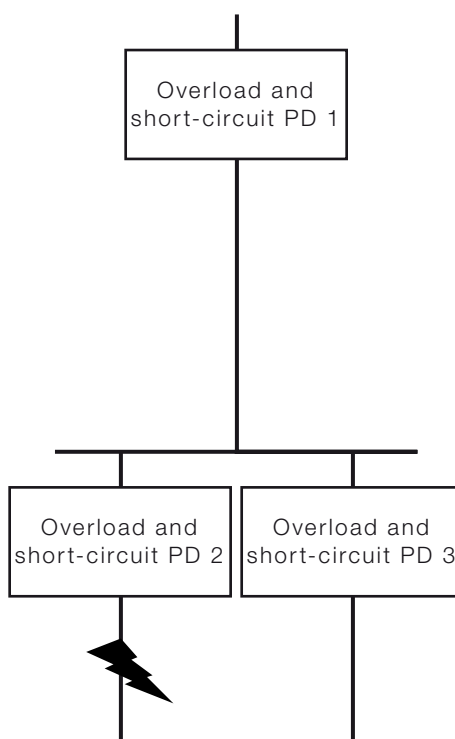 Overload and
short-circuit PD 1
Overload and
short-circuit PD 2
Overload and
short-circuit PD 3